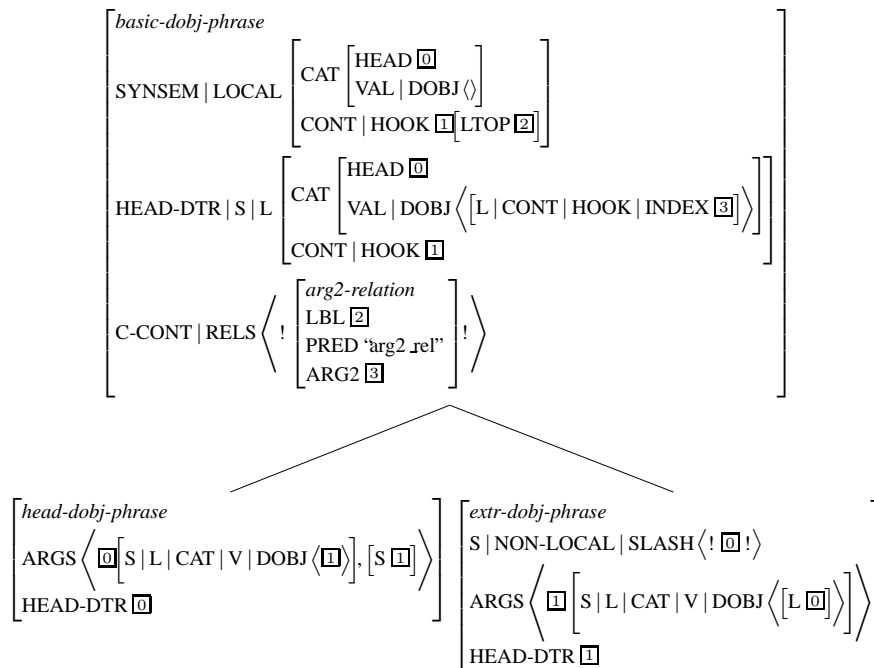 basic-dobj-phrase
SYNSEM | LOCAL
CAT
HEAD 0
VAL | DOBJ ⟨⟩
CONT | HOOK 1 [LTOP 2]
HEAD-DTR | S | L
CAT
HEAD 0
VAL | DOBJ ⟨[L | CONT | HOOK | INDEX 3]⟩
CONT | HOOK 1
C-CONT | RELS ⟨!
arg2-relation
LBL 2
PRED “arg2_rel”
ARG2 3
!⟩
head-dobj-phrase
ARGS ⟨0[S | L | CAT | V | DOBJ ⟨1⟩], [S 1]⟩
HEAD-DTR 0
extr-dobj-phrase
S | NON-LOCAL | SLASH ⟨! 0 !⟩
ARGS ⟨1 [S | L | CAT | V | DOBJ ⟨[L 0]⟩]⟩
HEAD-DTR 1